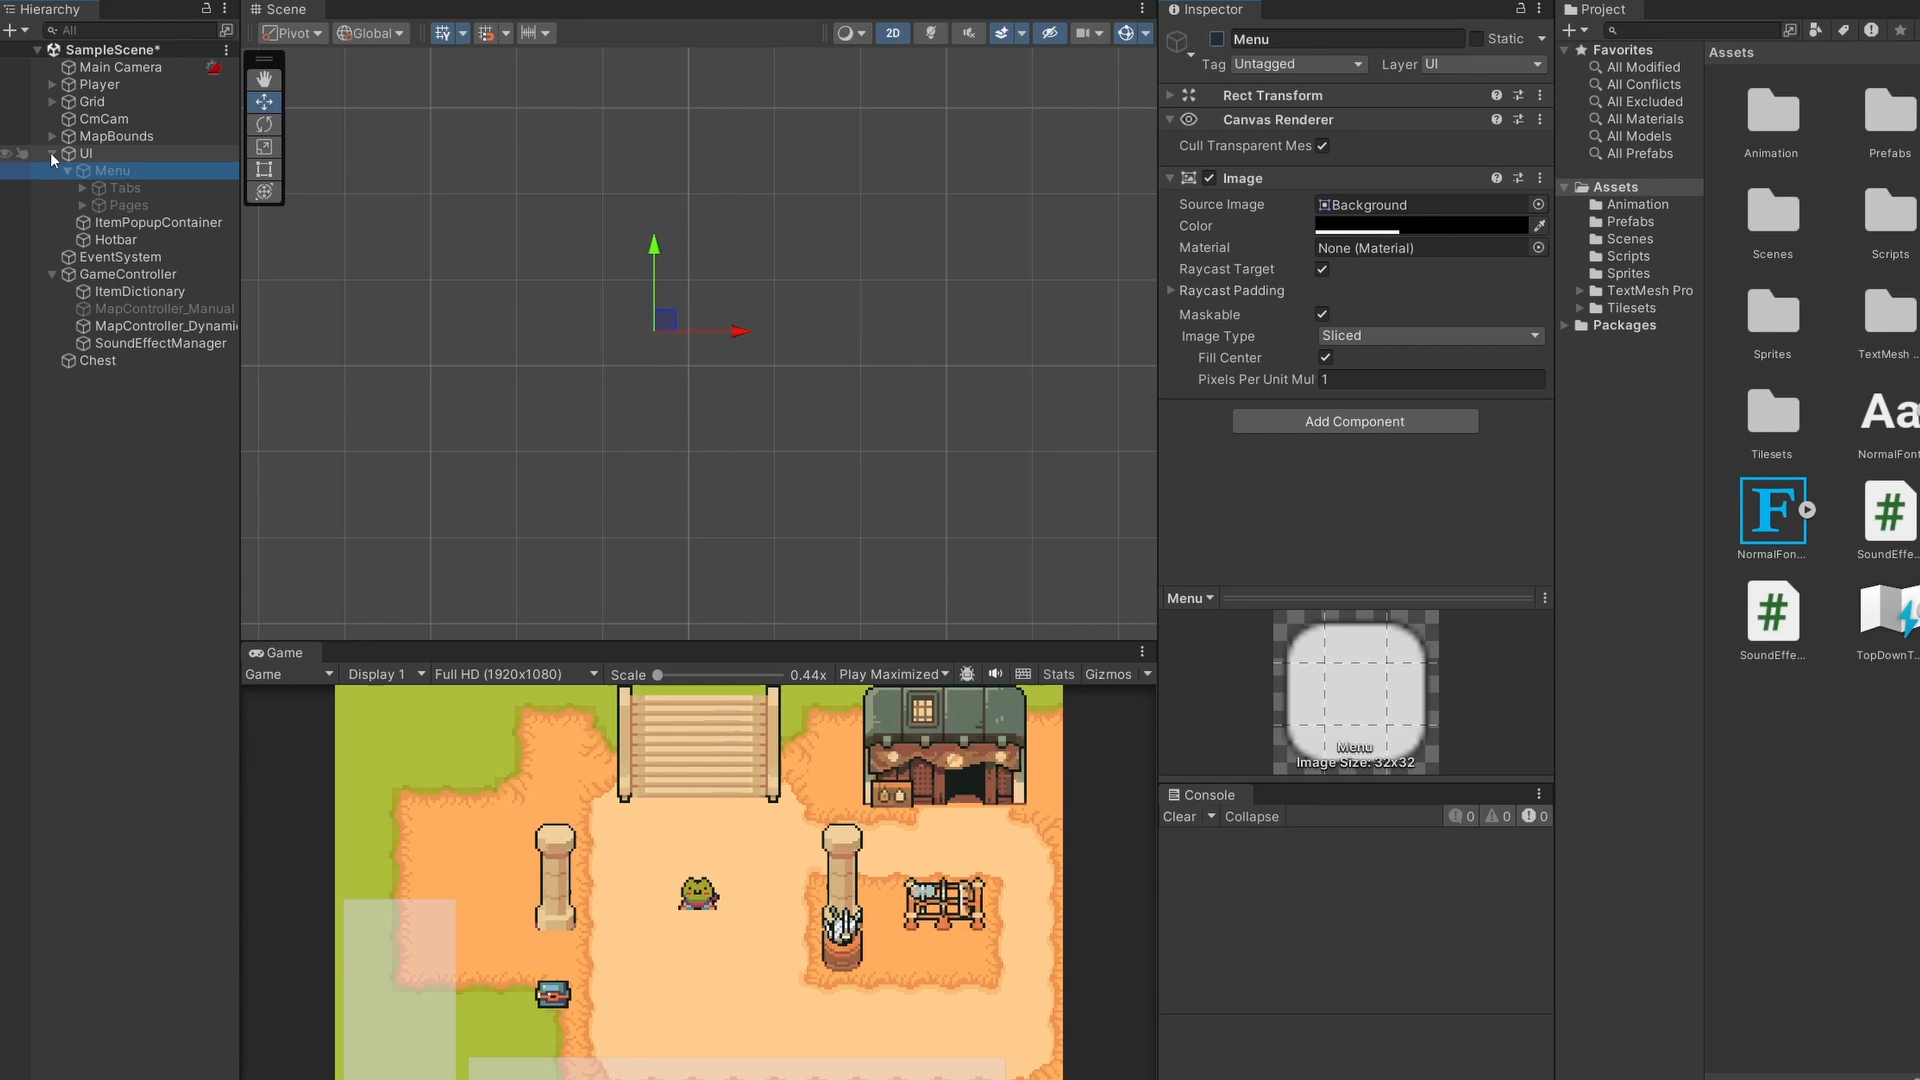 Hierarchy
All
SampleScene*
Main Camera
Player
Grid
CmCam
MapBounds
UI
Menu
Tabs
Pages
ItemPopupContainer
Hotbar
EventSystem
GameController
ItemDictionary
MapController_Manual
MapController_Dynami
SoundEffectManager
Chest
Scene
Pivot
Global
2D
Game
Game
Display 1
Full HD (1920x1080)
Scale
0.44x
Play Maximized
Stats
Gizmos
Inspector
Menu
Static
Tag
Untagged
Layer
UI
Rect Transform
Canvas Renderer
Cull Transparent Mes
Image
Source Image
Background
Color
Material
None (Material)
Raycast Target
Raycast Padding
Maskable
Image Type
Sliced
Fill Center
Pixels Per Unit Mul
1
Add Component
Menu
Menu
Image Size: 32x32
Console
Clear
Collapse
0
0
0
Project
Favorites
All Modified
All Conflicts
All Excluded
All Materials
All Models
All Prefabs
Assets
Animation
Prefabs
Scenes
Scripts
Sprites
TextMesh Pro
Tilesets
Packages
Assets
Animation
Prefabs
Scenes
Scripts
Sprites
TextMesh ...
Aa
Tilesets
NormalFont
F
#
NormalFon...
SoundEffe...
#
SoundEffe...
TopDownT...